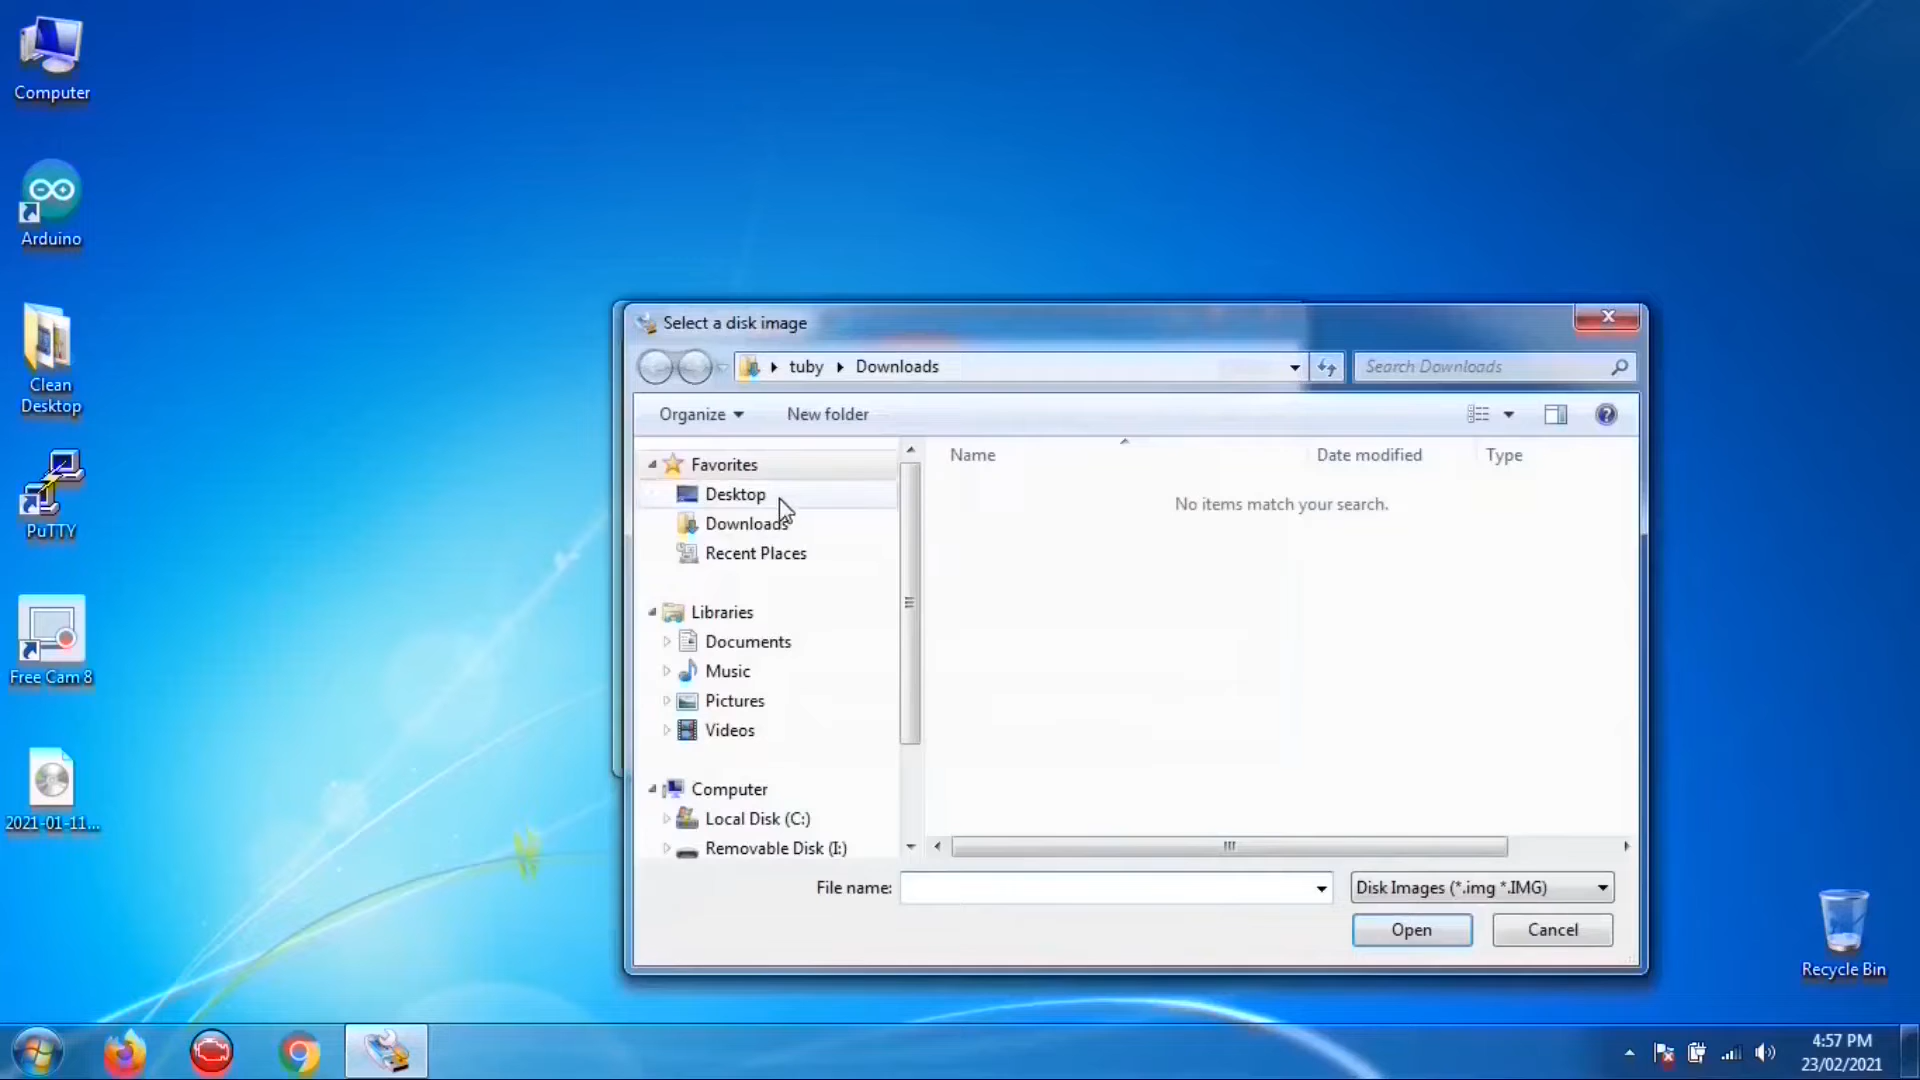 Computer
Arduino
Clean
Desktop
PuTTY
Free Cam 8
2021-01-11...
Select a disk image
tuby
Downloads
Search Downloads
Organize
New folder
Favorites
Desktop
Downloads
Recent Places
Libraries
Documents
Music
Pictures
Videos
Computer
Local Disk (C:)
Removable Disk (I:)
Name
Date modified
Type
No items match your search.
File name:
Disk Images (*.img *.IMG)
Open
Cancel
Recycle Bin
4:57 PM
23/02/2021